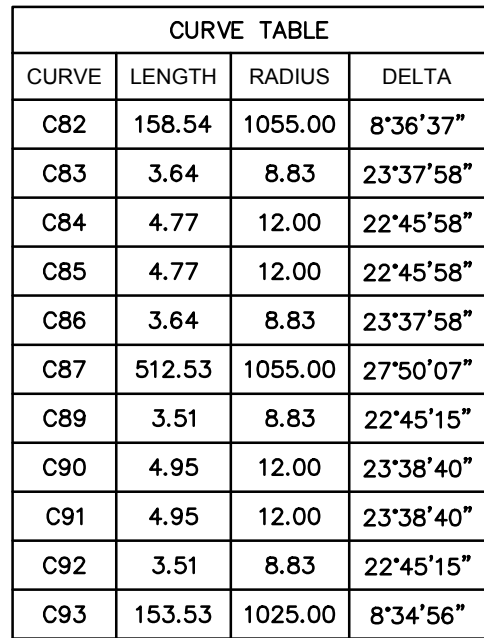 CURVE TABLE
CURVE LENGTH RADIUS DELTA
C82 158.54 1055.00 8°36'37"
C83 3.64 8.83 23°37'58"
C84 4.77 12.00 22°45'58"
C85 4.77 12.00 22°45'58"
C86 3.64 8.83 23°37'58"
C87 512.53 1055.00 27°50'07"
C89 3.51 8.83 22°45'15"
C90 4.95 12.00 23°38'40"
C91 4.95 12.00 23°38'40"
C92 3.51 8.83 22°45'15"
C93 153.53 1025.00 8°34'56"